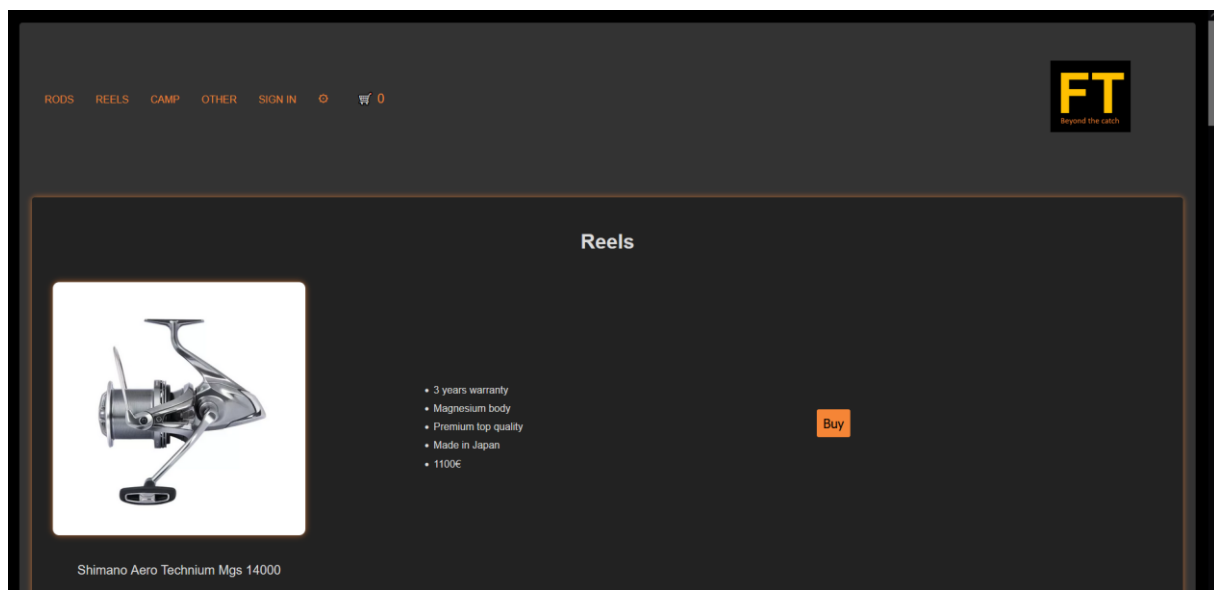 RODS REELS CAMP OTHER SIGN IN ⚙ 🛒 0
FT
Beyond the catch
Reels
3 years warranty
Magnesium body
Premium top quality
Made in Japan
1100€
Buy
Shimano Aero Technium Mgs 14000